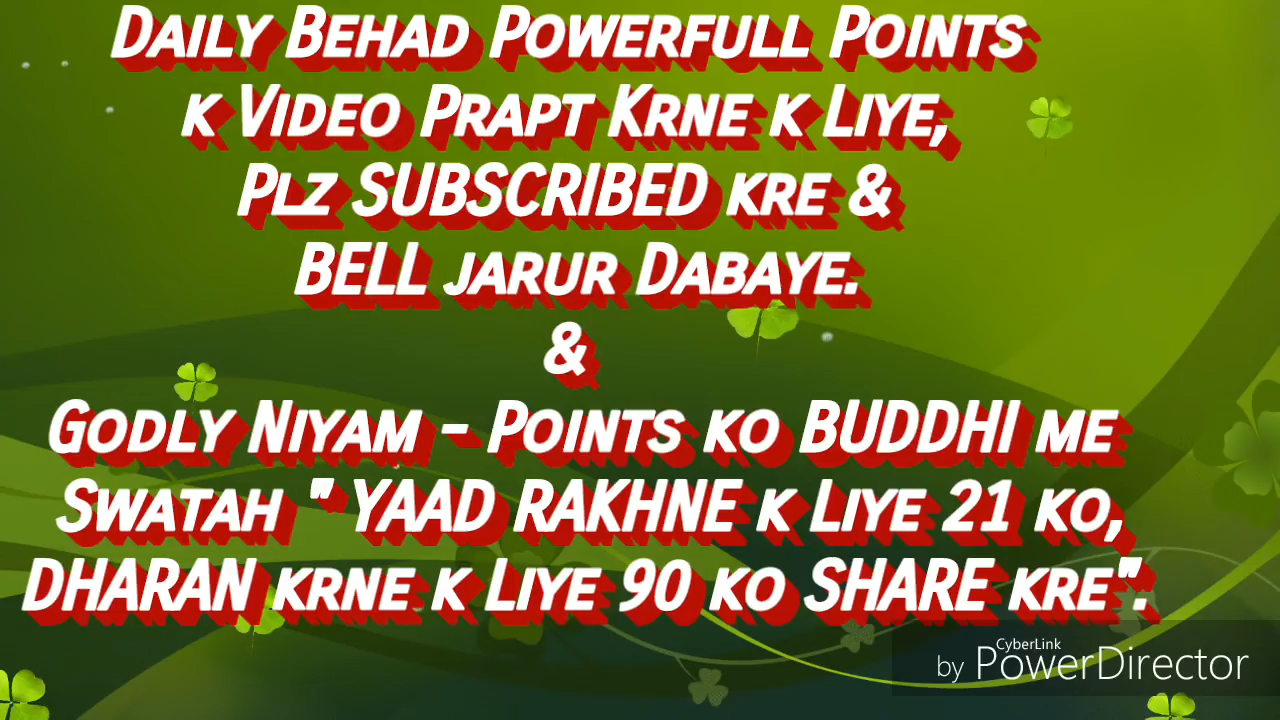 Daily Behad Powerfull Points
k Video Prapt Krne k Liye,
Plz SUBSCRIBED kre &
BELL jarur Dabaye.
&
Godly Niyam - Points ko BUDDHI me
Swatah " YAAD RAKHNE k Liye 21 ko,
DHARAN krne k Liye 90 ko SHARE kre".
CyberLink
by PowerDirector